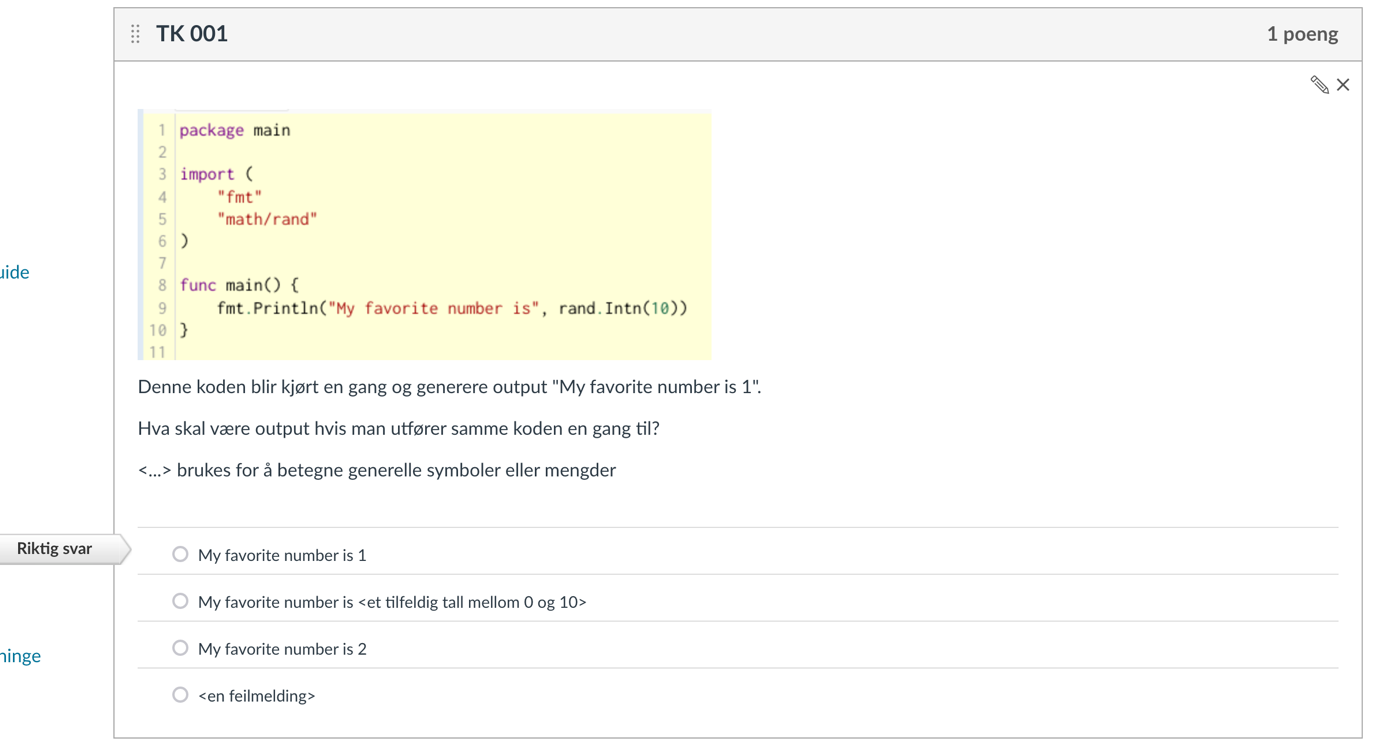 TK 001
1 poeng
1 package main
2
3 import (
4     "fmt"
5     "math/rand"
6 )
7
8 func main() {
9     fmt.Println("My favorite number is", rand.Intn(10))
10 }
11
uide
Denne koden blir kjørt en gang og generere output "My favorite number is 1".
Hva skal være output hvis man utfører samme koden en gang til?
<...> brukes for å betegne generelle symboler eller mengder
Riktig svar
My favorite number is 1
My favorite number is <et tilfeldig tall mellom 0 og 10>
My favorite number is 2
ninge
<en feilmelding>